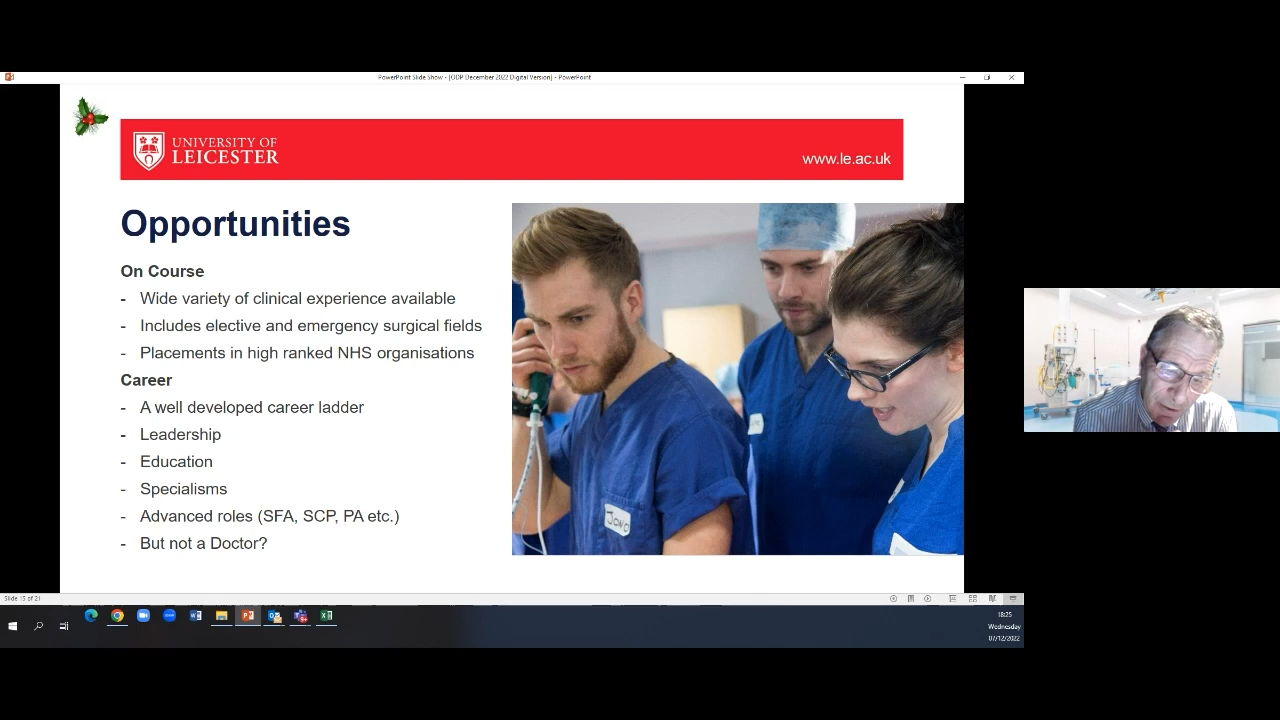 PowerPoint Slide Show - [ODP December 2022 Digital Version] - PowerPoint
UNIVERSITY OF
LEICESTER
www.le.ac.uk
Opportunities
On Course
- Wide variety of clinical experience available
- Includes elective and emergency surgical fields
- Placements in high ranked NHS organisations
Career
- A well developed career ladder
- Leadership
- Education
- Specialisms
- Advanced roles (SFA, SCP, PA etc.)
- But not a Doctor?
JONO
Slide 15 of 21
18:25
Wednesday
07/12/2022